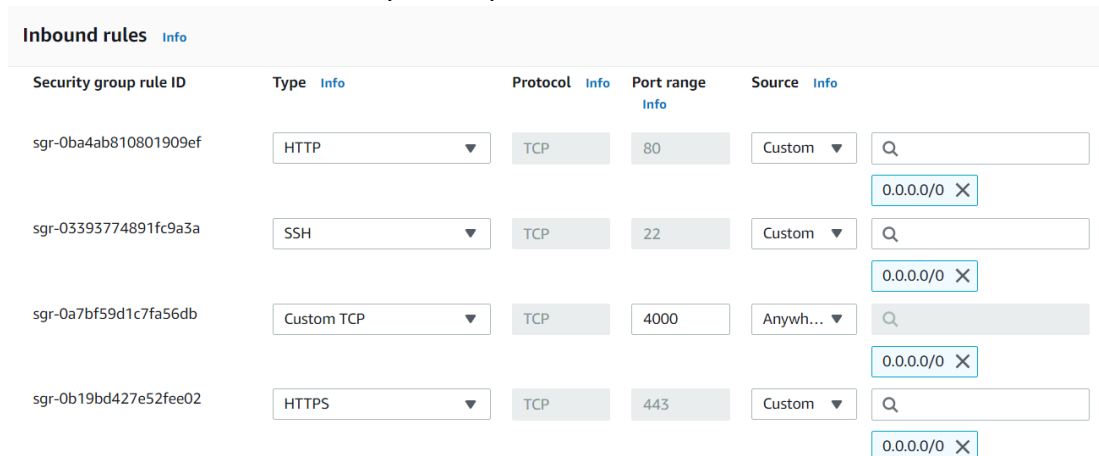 Inbound rules Info
Security group rule ID Type Info Protocol Info Port range Info Source Info
sgr-0ba4ab810801909ef HTTP TCP 80 Custom
0.0.0.0/0
sgr-03393774891fc9a3a SSH TCP 22 Custom
0.0.0.0/0
sgr-0a7bf59d1c7fa56db Custom TCP TCP 4000 Anywh...
0.0.0.0/0
sgr-0b19bd427e52fee02 HTTPS TCP 443 Custom
0.0.0.0/0